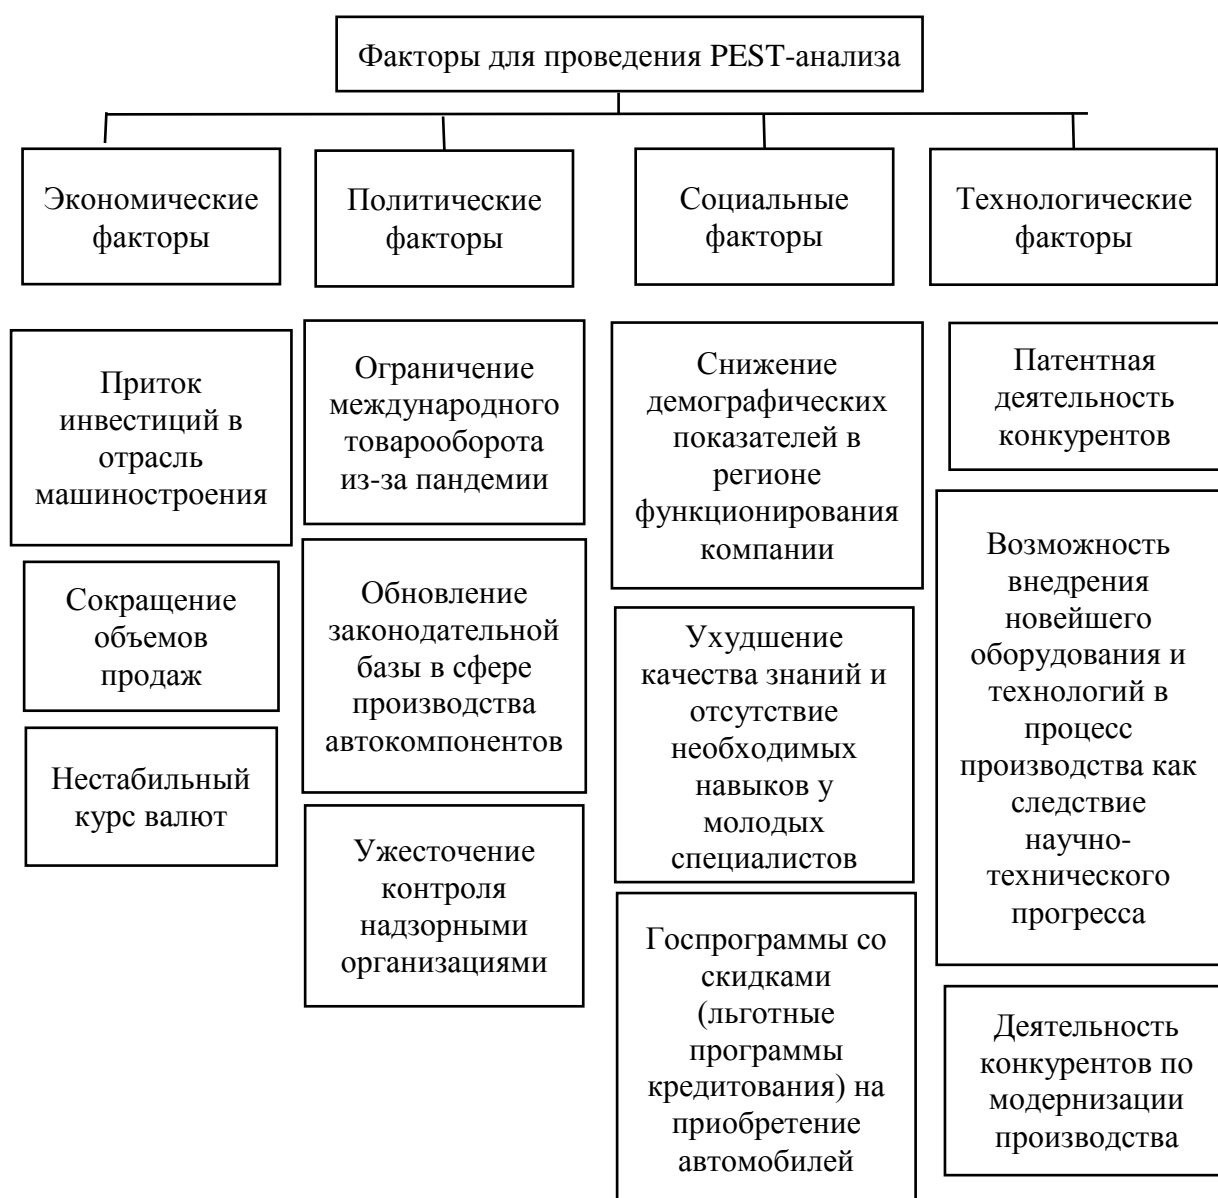 Факторы для проведения PEST-анализа
Экономические
факторы
Политические
факторы
Социальные
факторы
Технологические
факторы
Приток
инвестиций в
отрасль
машиностроения
Сокращение
объемов
продаж
Нестабильный
курс валют
Ограничение
международного
товарооборота
из-за пандемии
Обновление
законодательной
базы в сфере
производства
автокомпонентов
Ужесточение
контроля
надзорными
организациями
Снижение
демографических
показателей в
регионе
функционирования
компании
Ухудшение
качества знаний и
отсутствие
необходимых
навыков у
молодых
специалистов
Госпрограммы со
скидками
(льготные
программы
кредитования) на
приобретение
автомобилей
Патентная
деятельность
конкурентов
Возможность
внедрения
новейшего
оборудования и
технологий в
процесс
производства как
следствие
научно-
технического
прогресса
Деятельность
конкурентов по
модернизации
производства